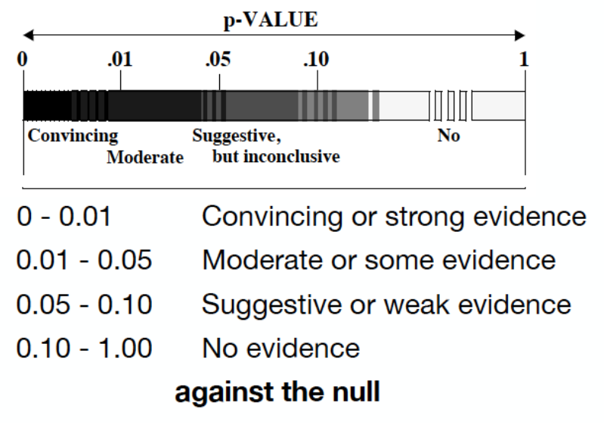 p-VALUE
0 .01 .05 .10 1
Convincing Suggestive, No
Moderate but inconclusive
0 - 0.01 Convincing or strong evidence
0.01 - 0.05 Moderate or some evidence
0.05 - 0.10 Suggestive or weak evidence
0.10 - 1.00 No evidence
against the null